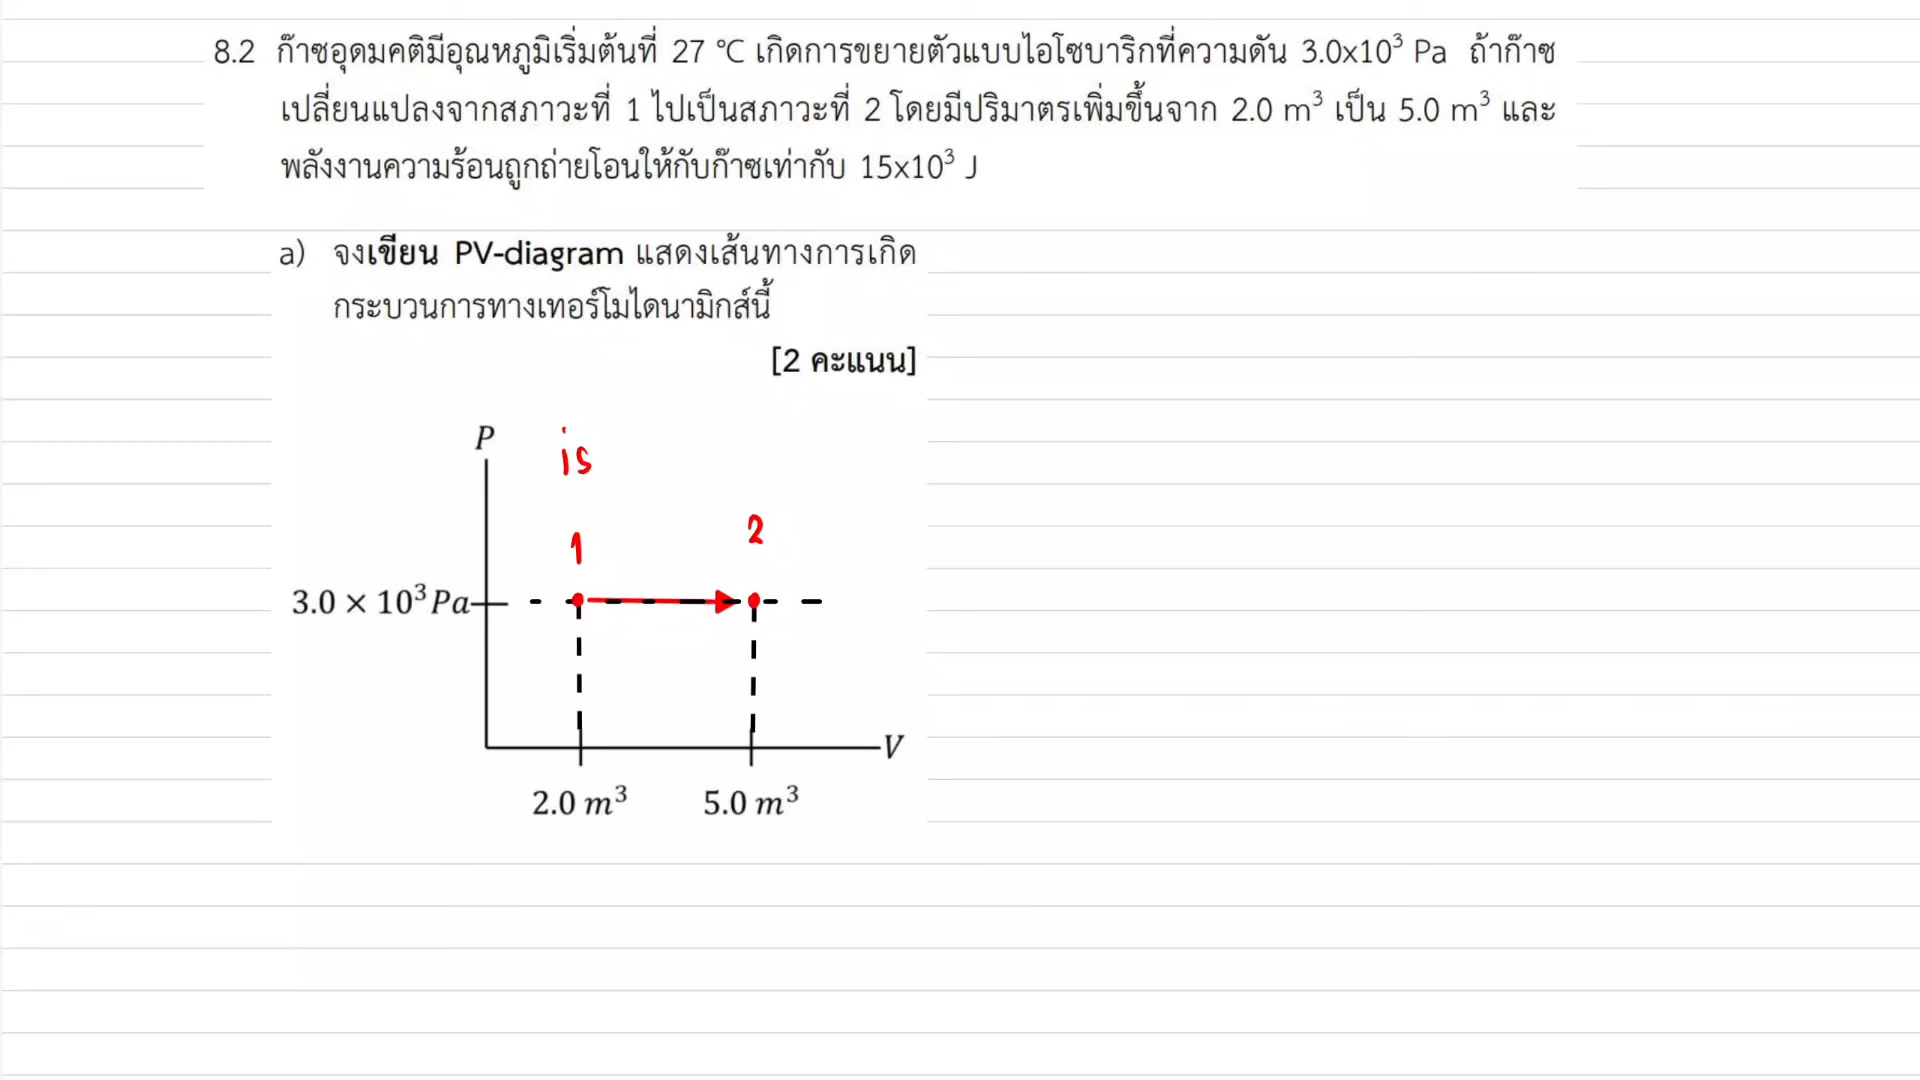 8.2 ก๊าซอุดมคติมีอุณหภูมิเริ่มต้นที่ 27 °C เกิดการขยายตัวแบบไอโซบาริกที่ความดัน 3.0x10³ Pa ถ้าก๊าซ
เปลี่ยนแปลงจากสภาวะที่ 1 ไปเป็นสภาวะที่ 2 โดยมีปริมาตรเพิ่มขึ้นจาก 2.0 m³ เป็น 5.0 m³ และ
พลังงานความร้อนถูกถ่ายโอนให้กับก๊าซเท่ากับ 15x10³ J
a) จงเขียน PV-diagram แสดงเส้นทางการเกิด
กระบวนการทางเทอร์โมไดนามิกส์นี้
[2 คะแนน]
P
is
1 2
3.0 × 10³ Pa
V
2.0 m³ 5.0 m³